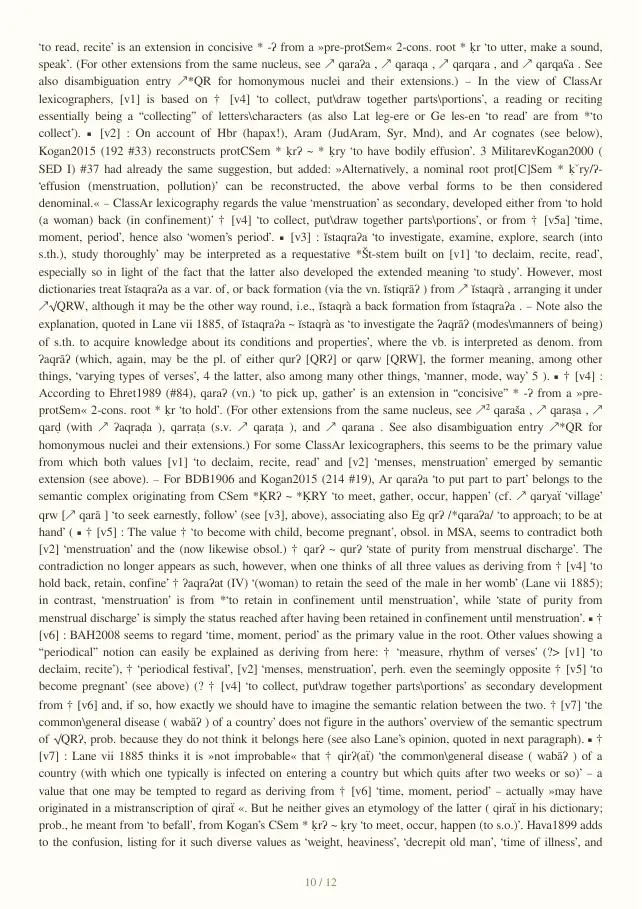 ‘to read, recite’ is an extension in concisive * -ʔ from a »pre-protSem« 2-cons. root * ḳr ‘to utter, make a sound,
speak’. (For other extensions from the same nucleus, see ↗ qaraʔa , ↗ qaraqa , ↗ qarqara , and ↗ qarqaʕa . See
also disambiguation entry ↗*QR for homonymous nuclei and their extensions.) – In the view of ClassAr
lexicographers, [v1] is based on † [v4] ‘to collect, put\draw together parts\portions’, a reading or reciting
essentially being a “collecting” of letters\characters (as also Lat leg-ere or Ge les-en ‘to read’ are from *‘to
collect’). ▪ [v2] : On account of Hbr (hapax!), Aram (JudAram, Syr, Mnd), and Ar cognates (see below),
Kogan2015 (192 #33) reconstructs protCSem * ḳrʔ ~ * ḳry ‘to have bodily effusion’. 3 MilitarevKogan2000 (
SED I) #37 had already the same suggestion, but added: »Alternatively, a nominal root prot[C]Sem * ḳ˅ry/ʔ-
‘effusion (menstruation, pollution)’ can be reconstructed, the above verbal forms to be then considered
denominal.« – ClassAr lexicography regards the value ‘menstruation’ as secondary, developed either from ‘to hold
(a woman) back (in confinement)’ † [v4] ‘to collect, put\draw together parts\portions’, or from † [v5a] ‘time,
moment, period’, hence also ‘women’s period’. ▪ [v3] : ĭstaqraʔa ‘to investigate, examine, explore, search (into
s.th.), study thoroughly’ may be interpreted as a requestative *Št-stem built on [v1] ‘to declare, recite, read’,
especially so in light of the fact that the latter also developed the extended meaning ‘to study’. However, most
dictionaries treat ĭstaqraʔa as a var. of, or back formation (via the vn. ĭstiqrāʔ ) from ↗ ĭstaqrà , arranging it under
↗√QRW, although it may be the other way round, i.e., ĭstaqrà a back formation from ĭstaqraʔa . – Note also the
explanation, quoted in Lane vii 1885, of ĭstaqraʔa ~ ĭstaqrà as ‘to investigate the ʔaqrāʔ (modes\manners of being)
of s.th. to acquire knowledge about its conditions and properties’, where the vb. is interpreted as denom. from
ʔaqrāʔ (which, again, may be the pl. of either qurʔ [QRʔ] or qarw [QRW], the former meaning, among other
things, ‘varying types of verses’, 4 the latter, also among many other things, ‘manner, mode, way’ 5 ). ▪ † [v4] :
According to Ehret1989 (#84), qaraʔ (vn.) ‘to pick up, gather’ is an extension in “concisive” * -ʔ from a »pre-
protSem« 2-cons. root * ḳr ‘to hold’. (For other extensions from the same nucleus, see ↗² qaraša , ↗ qaraṣa , ↗
qarḍ (with ↗ ʔaqraḍa ), qarraṭa (s.v. ↗ qaraṭa ), and ↗ qarana . See also disambiguation entry ↗*QR for
homonymous nuclei and their extensions.) For some ClassAr lexicographers, this seems to be the primary value
from which both values [v1] ‘to declaim, recite, read’ and [v2] ‘menses, menstruation’ emerged by semantic
extension (see above). – For BDB1906 and Kogan2015 (214 #19), Ar qaraʔa ‘to put part to part’ belongs to the
semantic complex originating from CSem *ḲRʔ ~ *ḲRY ‘to meet, gather, occur, happen’ (cf. ↗ qaryaẗ ‘village’
qrw [↗ qarā ] ‘to seek earnestly, follow’ (see [v3], above), associating also Eg qrʔ /*qaraʔa/ ‘to approach; to be at
hand’ ( ▪ † [v5] : The value † ‘to become with child, become pregnant’, obsol. in MSA, seems to contradict both
[v2] ‘menstruation’ and the (now likewise obsol.) † qarʔ ~ qurʔ ‘state of purity from menstrual discharge’. The
contradiction no longer appears as such, however, when one thinks of all three values as deriving from † [v4] ‘to
hold back, retain, confine’ † ʔaqraʔat (IV) ‘(woman) to retain the seed of the male in her womb’ (Lane vii 1885);
in contrast, ‘menstruation’ is from *‘to retain in confinement until menstruation’, while ‘state of purity from
menstrual discharge’ is simply the status reached after having been retained in confinement until menstruation’. ▪ †
[v6] : BAH2008 seems to regard ‘time, moment, period’ as the primary value in the root. Other values showing a
“periodical” notion can easily be explained as deriving from here: † ‘measure, rhythm of verses’ (?> [v1] ‘to
declaim, recite’), † ‘periodical festival’, [v2] ‘menses, menstruation’, perh. even the seemingly opposite † [v5] ‘to
become pregnant’ (see above) (? † [v4] ‘to collect, put\draw together parts\portions’ as secondary development
from † [v6] and, if so, how exactly we should have to imagine the semantic relation between the two. † [v7] ‘the
common\general disease ( wabāʔ ) of a country’ does not figure in the authors’ overview of the semantic spectrum
of √QRʔ, prob. because they do not think it belongs here (see also Lane’s opinion, quoted in next paragraph). ▪ †
[v7] : Lane vii 1885 thinks it is »not improbable« that † qirʔ(aẗ) ‘the common\general disease ( wabāʔ ) of a
country (with which one typically is infected on entering a country but which quits after two weeks or so)’ – a
value that one may be tempted to regard as deriving from † [v6] ‘time, moment, period’ – actually »may have
originated in a mistranscription of qiraẗ «. But he neither gives an etymology of the latter ( qiraẗ in his dictionary;
prob., he meant from ‘to befall’, from Kogan’s CSem * ḳrʔ ~ ḳry ‘to meet, occur, happen (to s.o.)’. Hava1899 adds
to the confusion, listing for it such diverse values as ‘weight, heaviness’, ‘decrepit old man’, ‘time of illness’, and
10 / 12